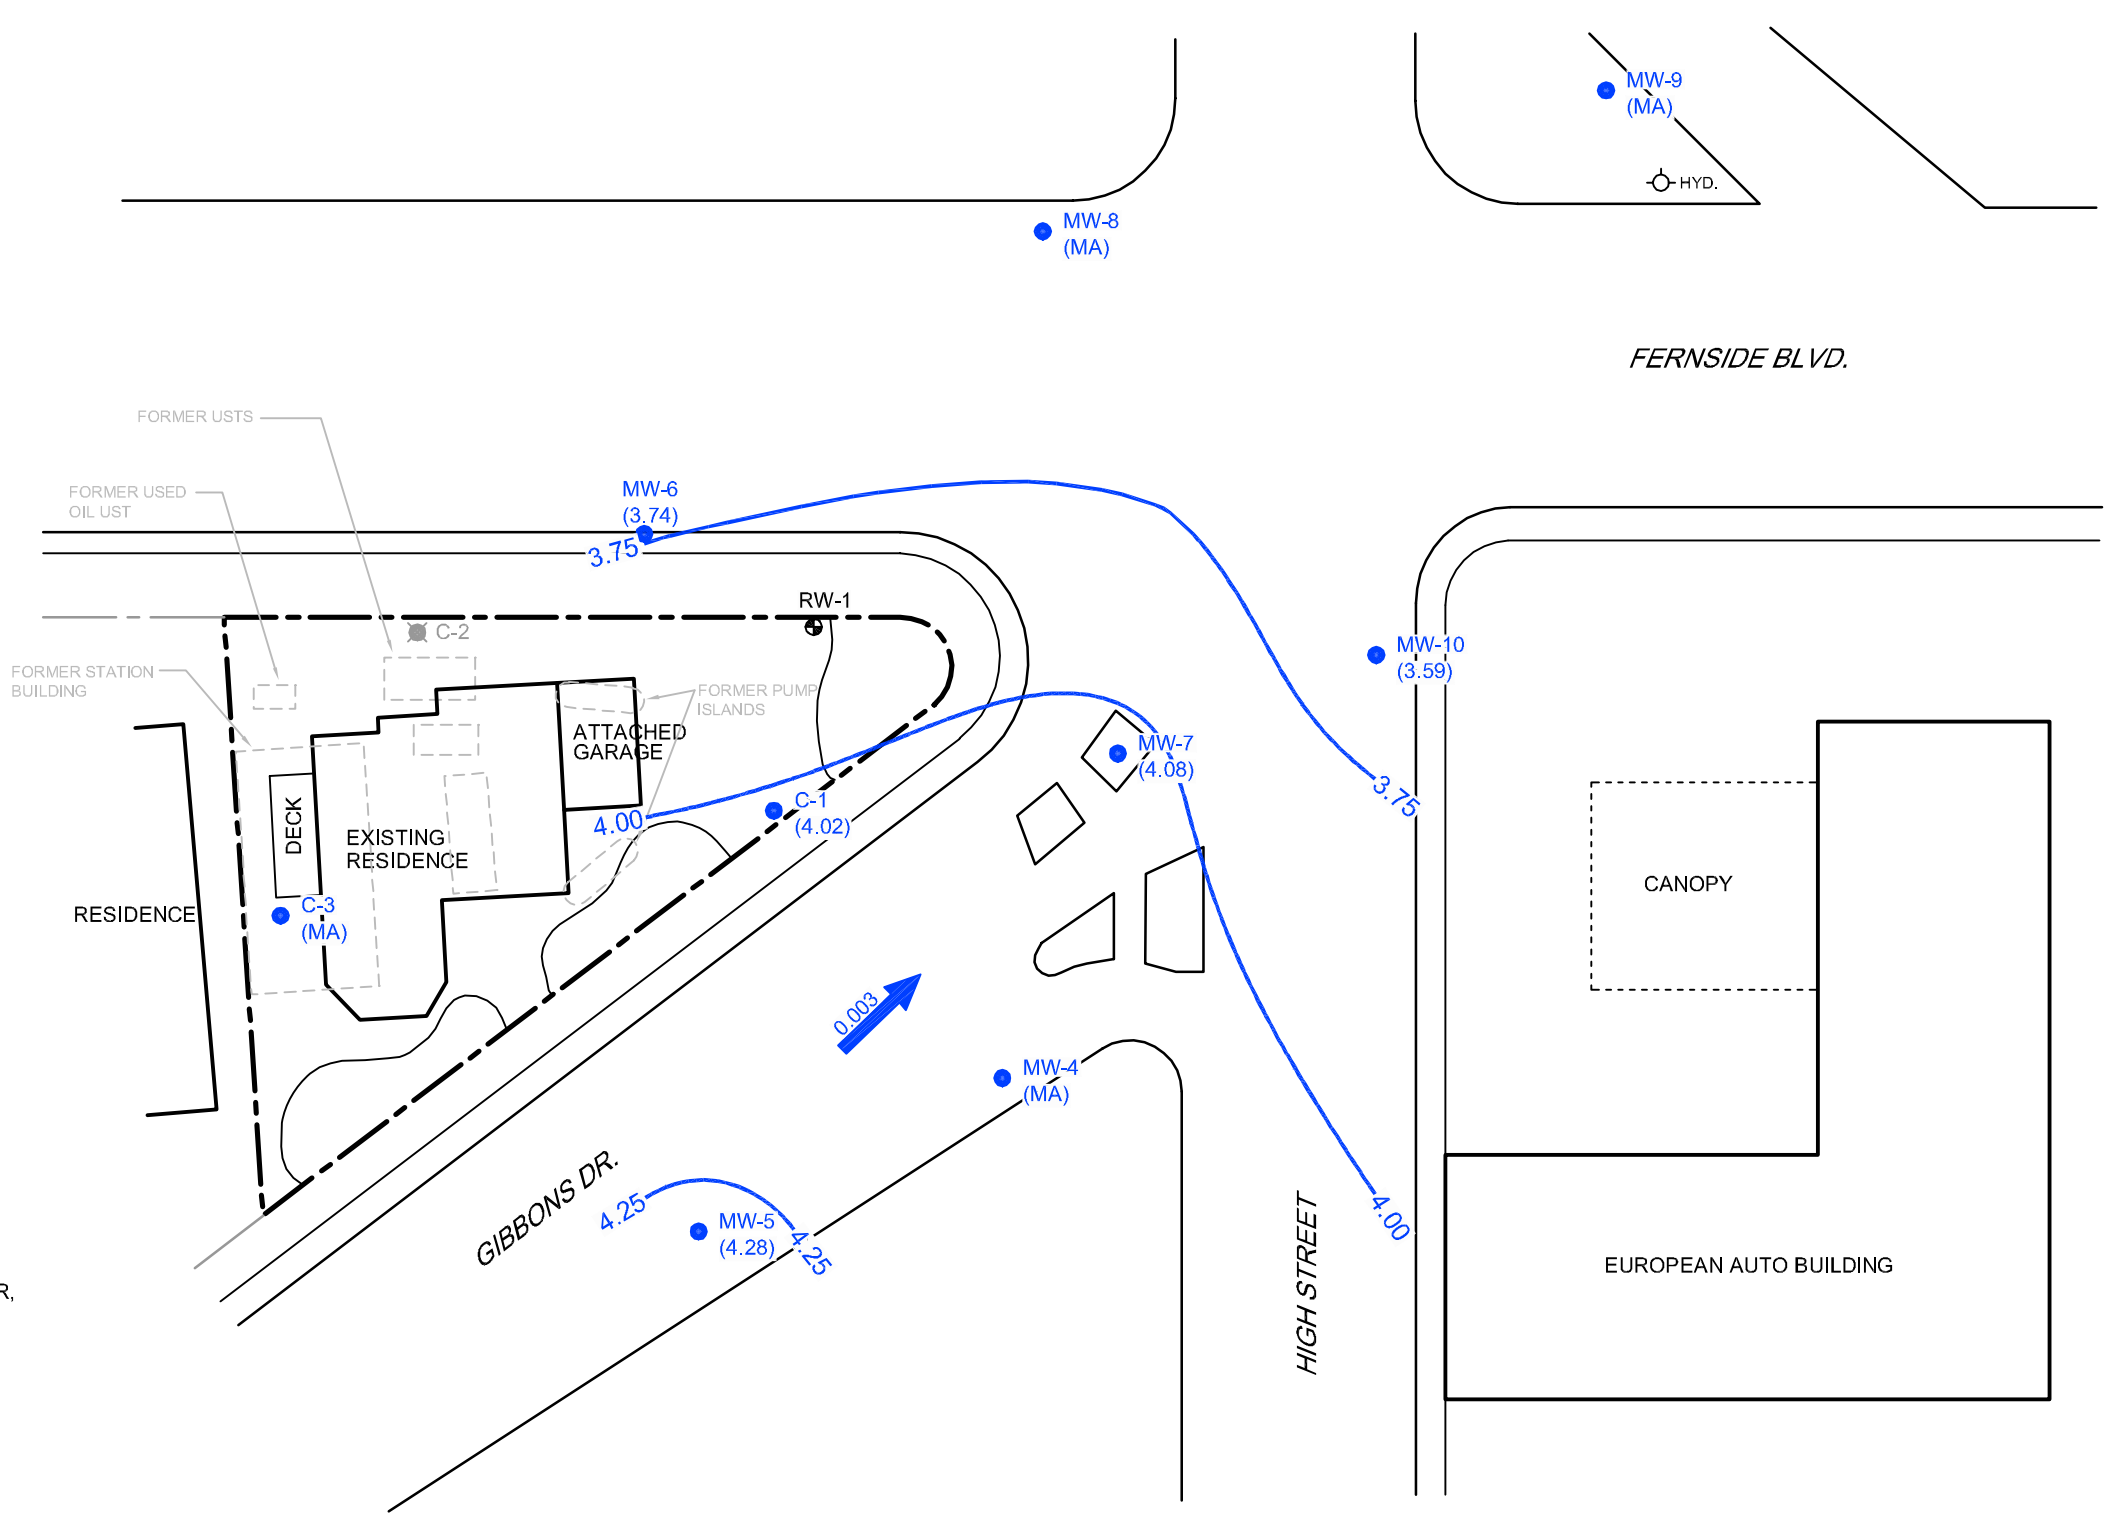 MW-9
(MA)
HYD.
MW-8
(MA)
FERNSIDE BLVD.
FORMER USTS
FORMER USED
OIL UST
MW-6
(3.74)
3.75
RW-1
C-2
MW-10
(3.59)
FORMER STATION
BUILDING
FORMER PUMP
ISLANDS
ATTACHED
GARAGE
MW-7
(4.08)
3.75
C-1
(4.02)
4.00
DECK
EXISTING
RESIDENCE
CANOPY
RESIDENCE
C-3
(MA)
0.003
MW-4
(MA)
GIBBONS DR.
4.25
MW-5
(4.28)
4.25
4.00
HIGH STREET
EUROPEAN AUTO BUILDING
R,